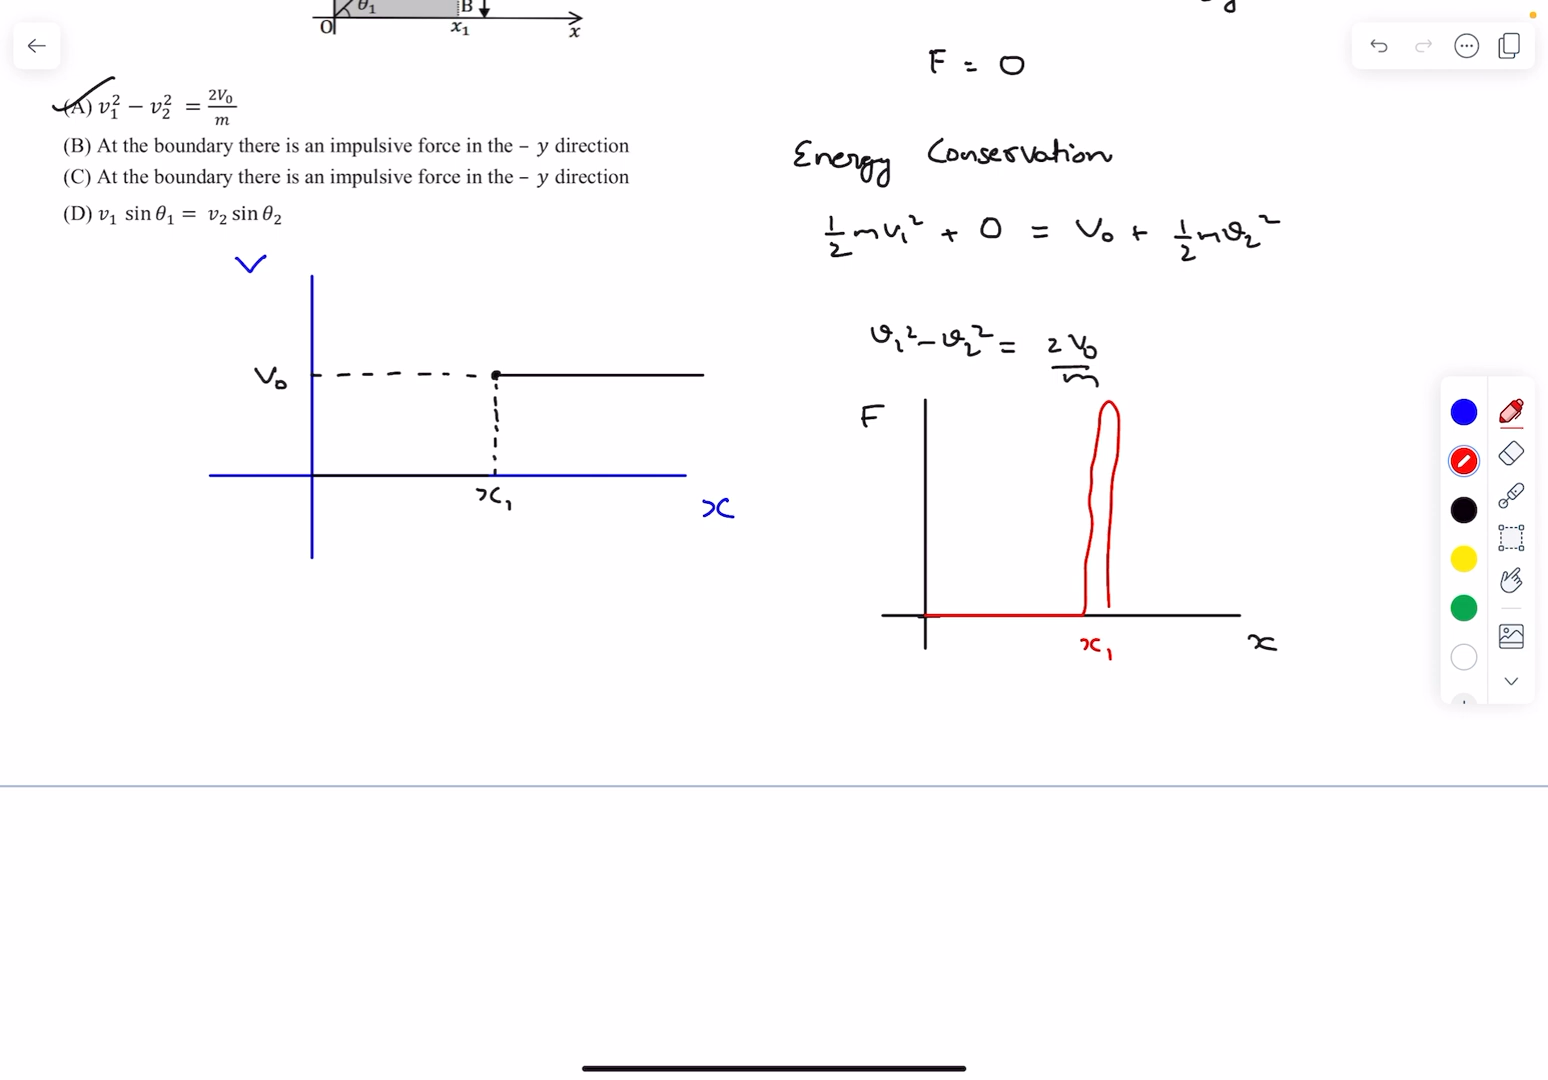 θ₁
B
O
x₁
x
F = 0
(A) v₁² − v₂² = 2V₀/m
(B) At the boundary there is an impulsive force in the − y direction
(C) At the boundary there is an impulsive force in the − y direction
(D) v₁ sin θ₁ = v₂ sin θ₂
Energy Conservation
½mv₁² + 0 = V₀ + ½mv₂²
v₁² − v₂² = 2V₀/m
V
V₀
x₁
x
F
x₁
x